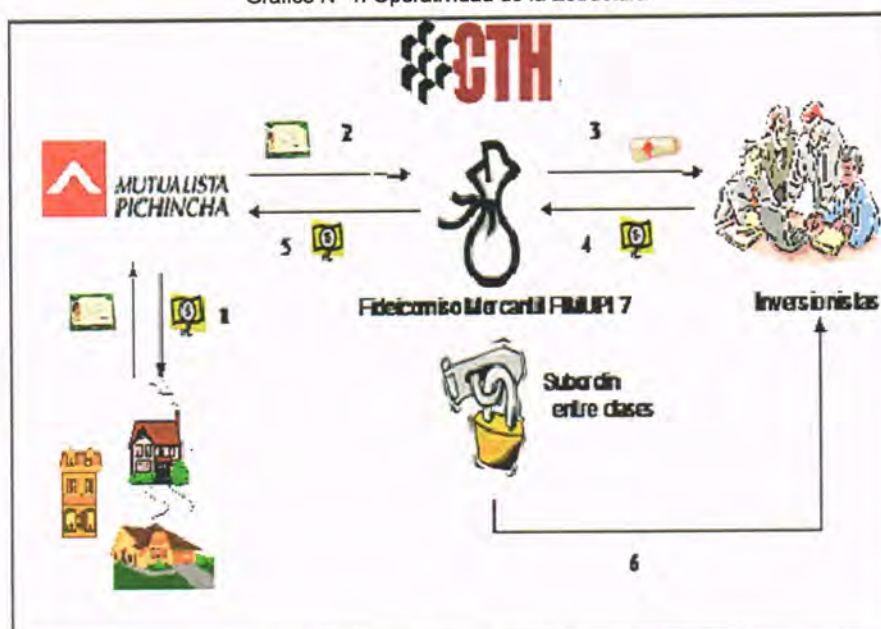 CTH
2
3
MUTUALISTA
PICHINCHA
5
4
Fideicomiso Mercantil FIMUPI 7
Inversionistas
1
Subordin
entre clases
6